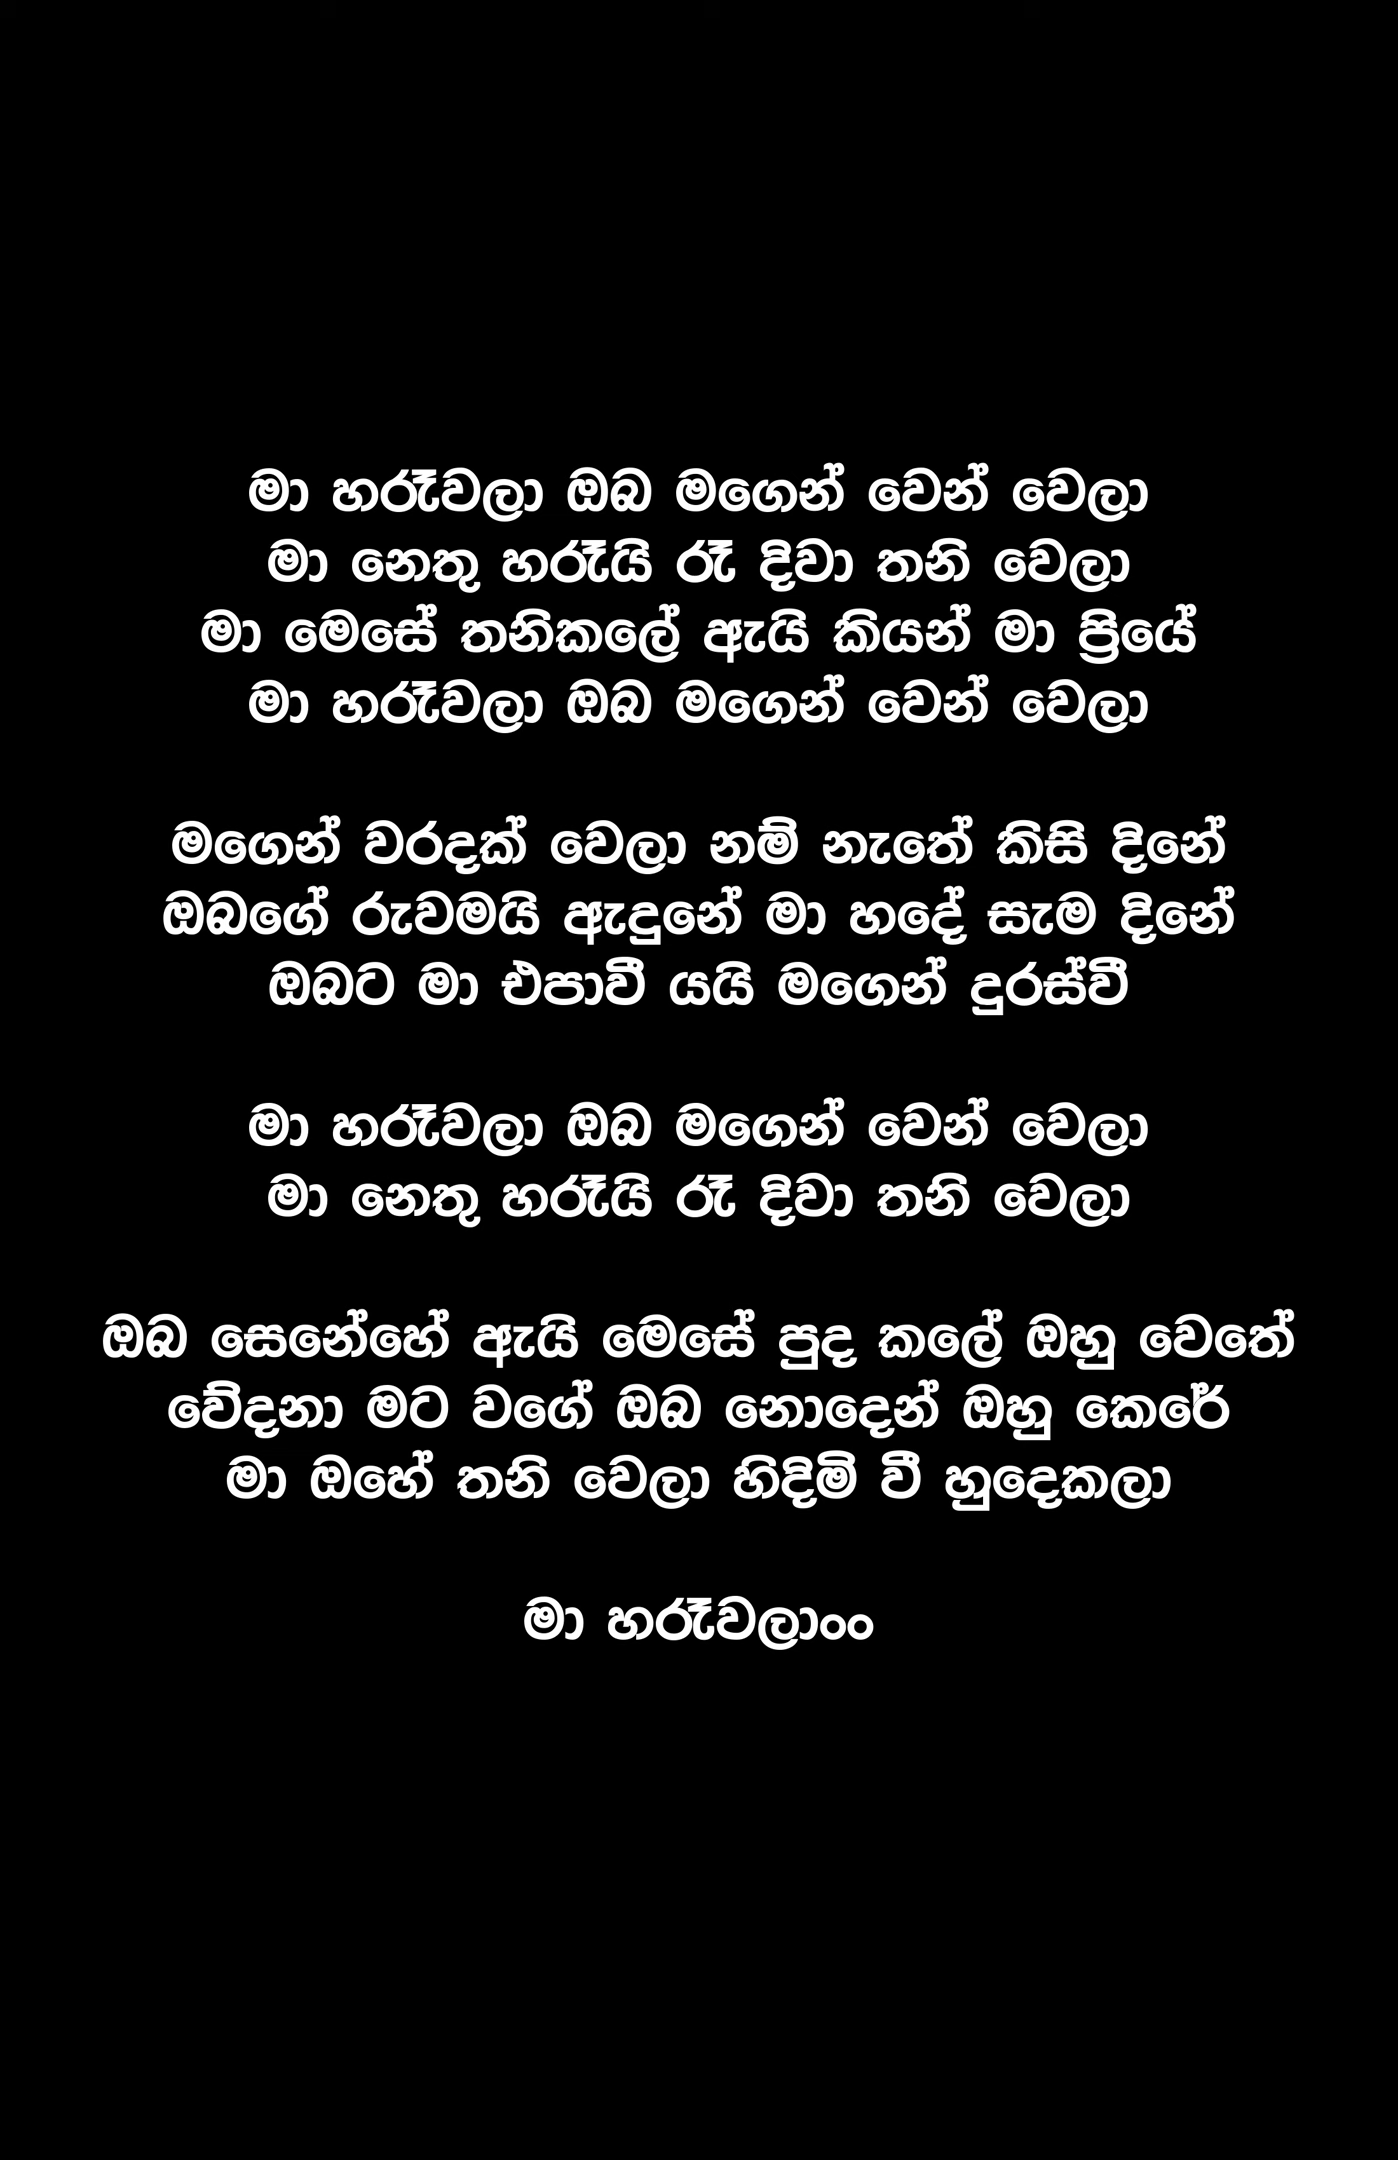 මා හරෑවලා ඔබ මගෙන් වෙන් වෙලා
මා නෙතු හරෑයි රෑ දිවා තනි වෙලා
මා මෙසේ තනිකලේ ඇයි කියන් මා ප්‍රියේ
මා හරෑවලා ඔබ මගෙන් වෙන් වෙලා
මගෙන් වරදක් වෙලා නම් නැතේ කිසි දිනේ
ඔබගේ රුවමයි ඇදුනේ මා හදේ සැම දිනේ
ඔබට මා එපාවී යයි මගෙන් දුරස්වී
මා හරෑවලා ඔබ මගෙන් වෙන් වෙලා
මා නෙතු හරෑයි රෑ දිවා තනි වෙලා
ඔබ සෙනේහේ ඇයි මෙසේ පුද කලේ ඔහු වෙතේ
වේදනා මට වගේ ඔබ නොදෙන් ඔහු කෙරේ
මා ඔහේ තනි වෙලා හිදිමි වී හුදෙකලා
මා හරෑවලාංං